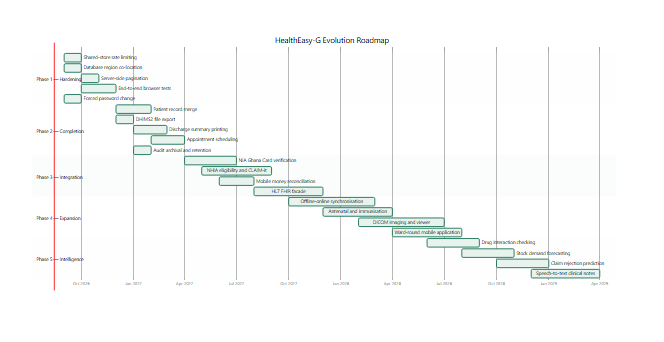 HealthEasy-G Evolution Roadmap
Shared-store rate limiting
Database region co-location
Phase 1 — Hardening
Server-side pagination
End-to-end browser tests
Forced password change
Patient record merge
DHIMS2 file export
Phase 2 — Completion
Discharge summary printing
Appointment scheduling
Audit archival and retention
NIA Ghana Card verification
NHIA eligibility and CLAIM-it
Phase 3 — Integration
Mobile money reconciliation
HL7 FHIR facade
Offline-online synchronisation
Antenatal and immunisation
Phase 4 — Expansion
DICOM imaging and viewer
Ward-round mobile application
Drug interaction checking
Stock demand forecasting
Phase 5 — Intelligence
Claim rejection prediction
Speech-to-text clinical notes
Oct 2026 Jan 2027 Apr 2027 Jul 2027 Oct 2027 Jan 2028 Apr 2028 Jul 2028 Oct 2028 Jan 2029 Apr 2029